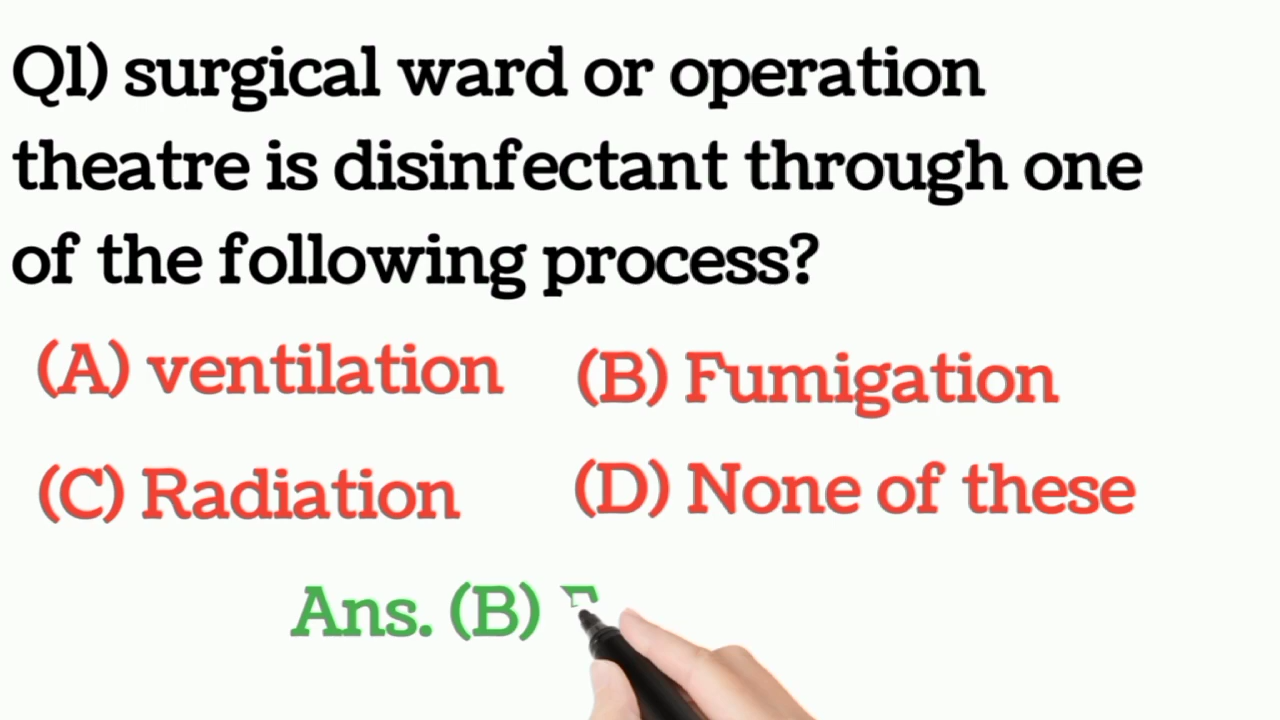 Q1) surgical ward or operation
theatre is disinfectant through one
of the following process?
(A) ventilation (B) Fumigation
(C) Radiation (D) None of these
Ans. (B)